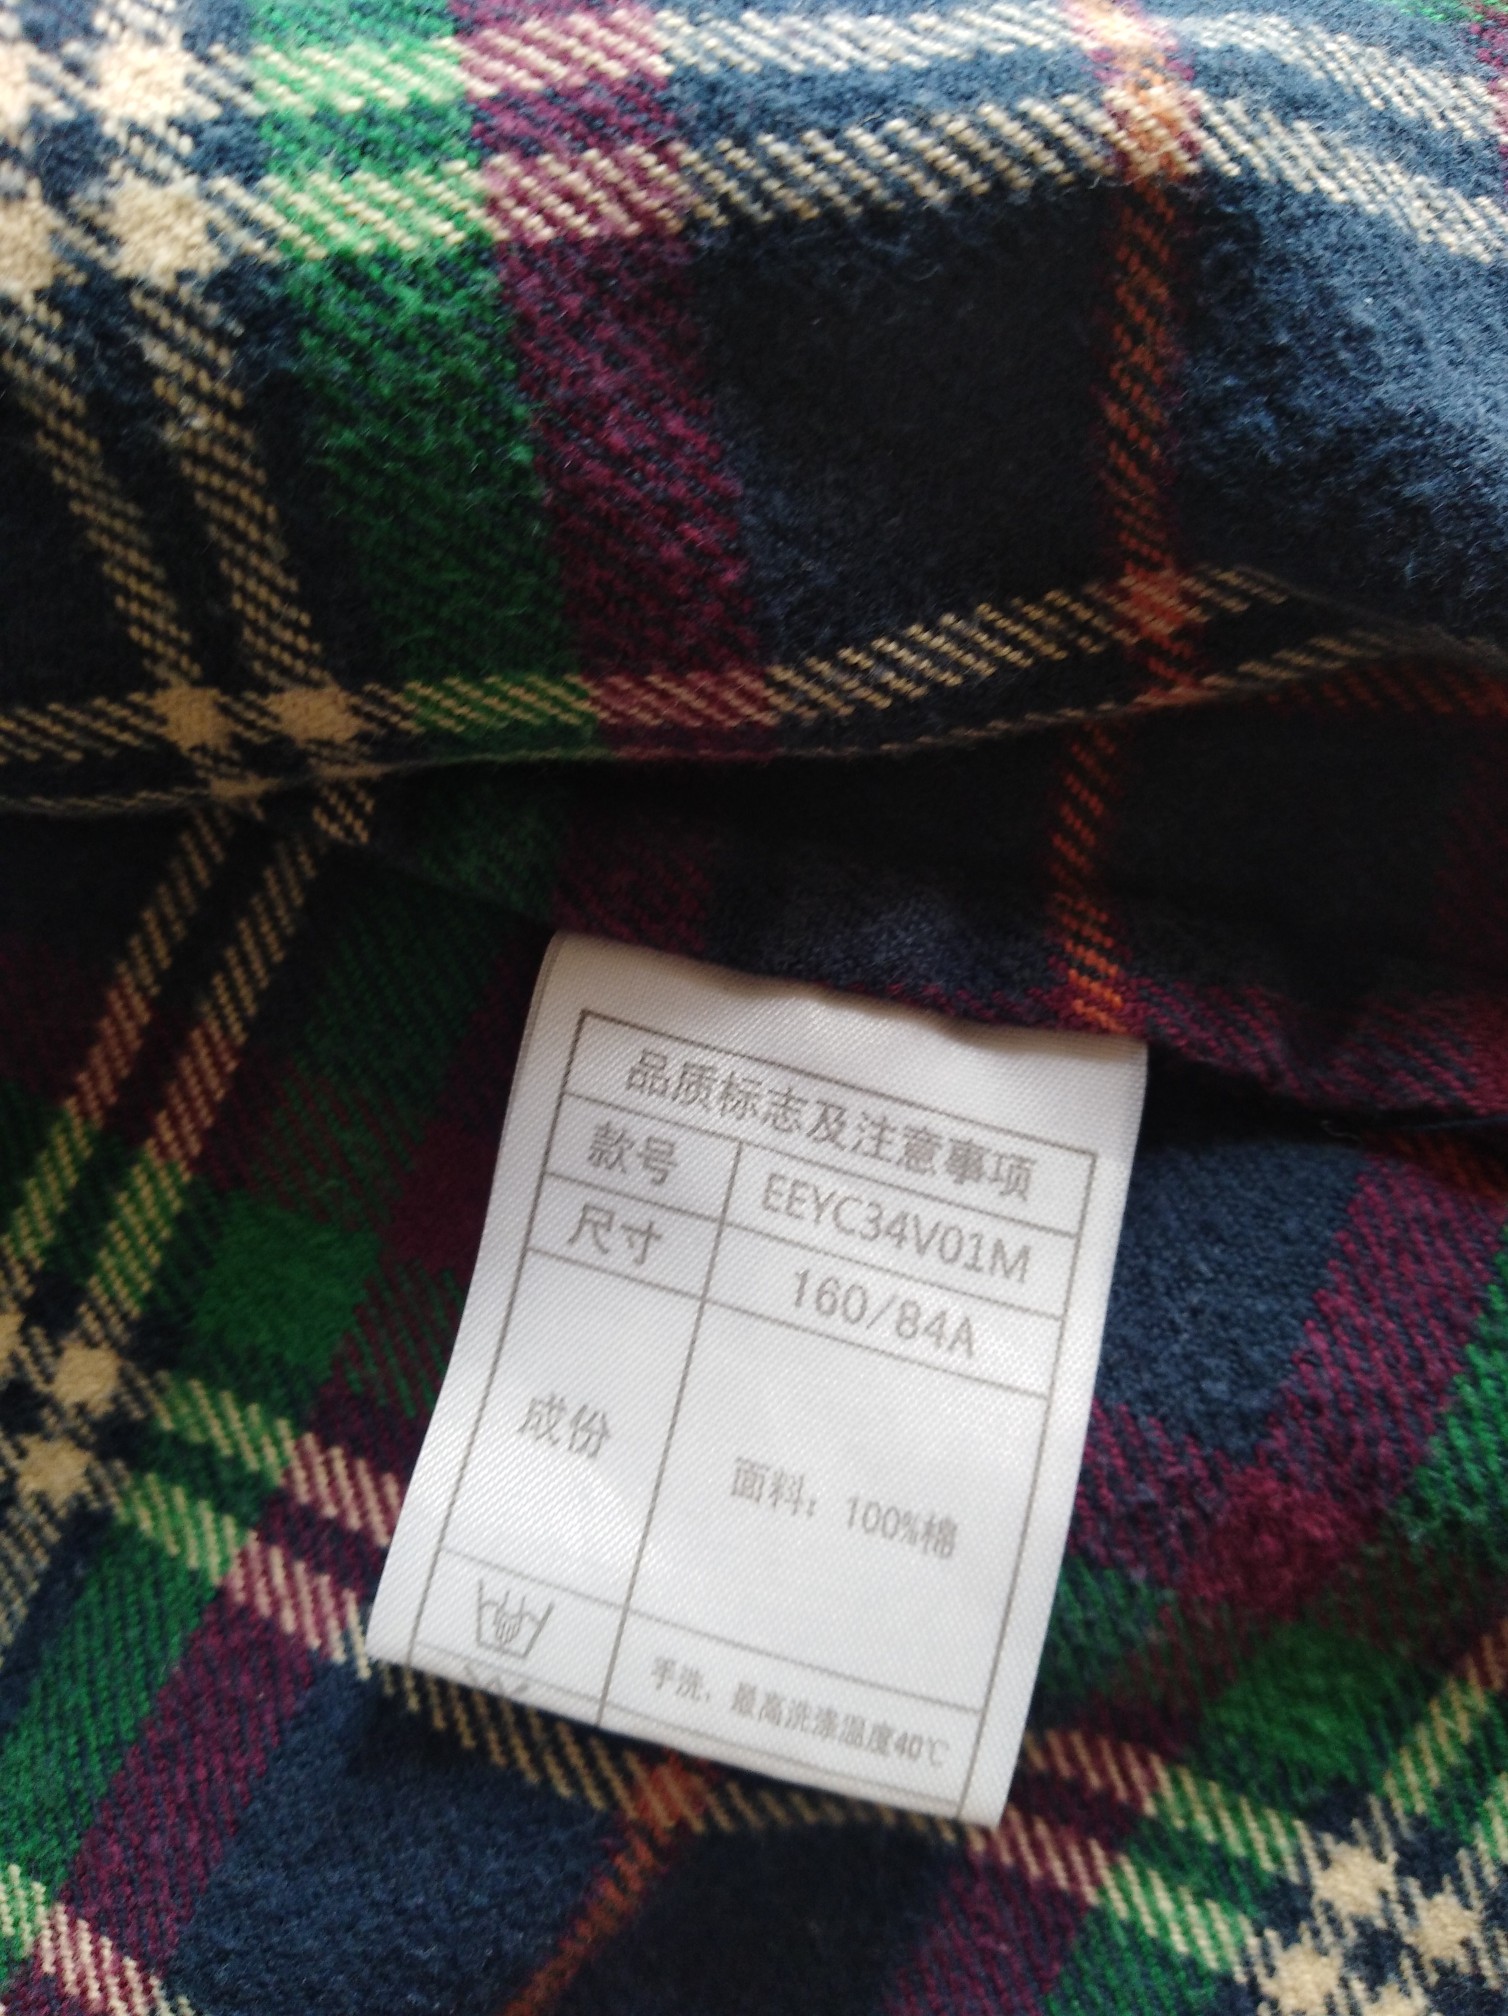 品质标志及注意事项
款号 EEYC34V01M
尺寸 160/84A
成份 面料：100%棉
手洗，最高洗涤温度40℃